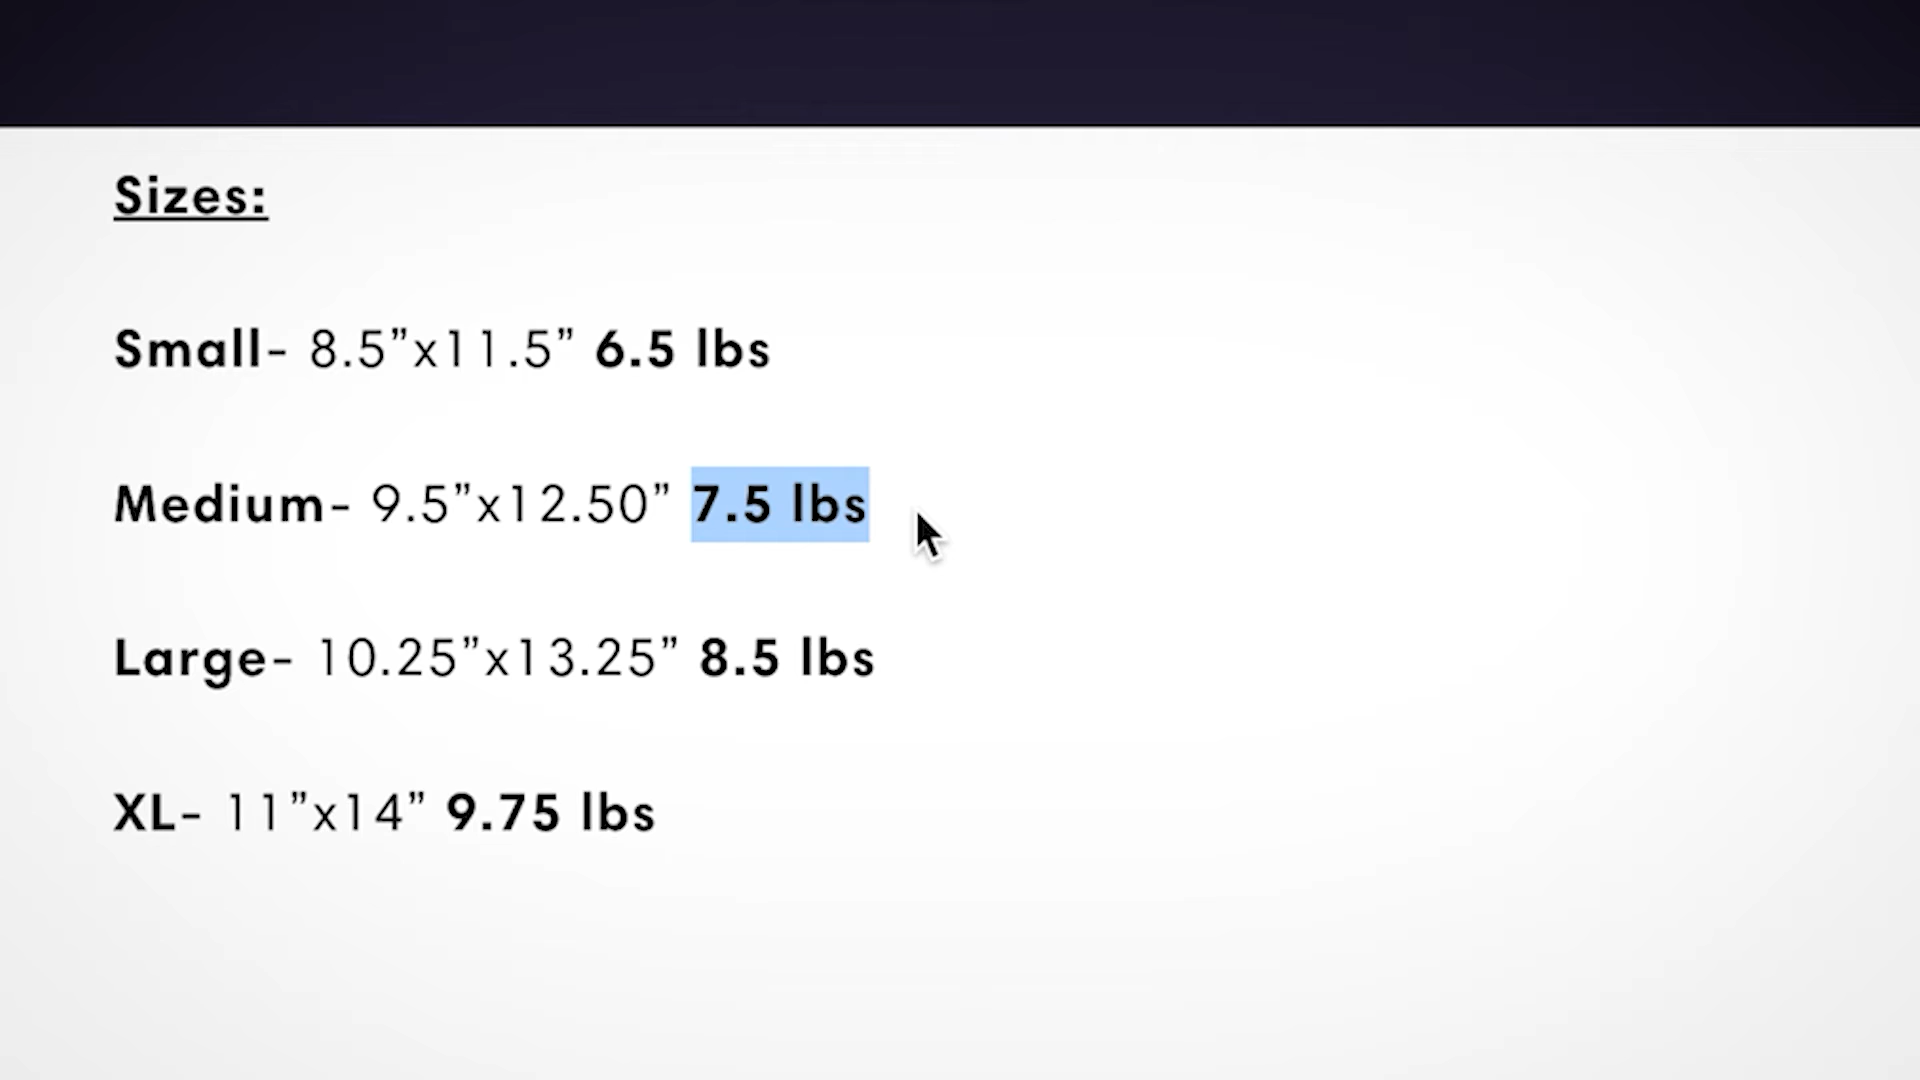 Sizes:
Small- 8.5”x11.5” 6.5 lbs
Medium- 9.5”x12.50” 7.5 lbs
Large- 10.25”x13.25” 8.5 lbs
XL- 11”x14” 9.75 lbs